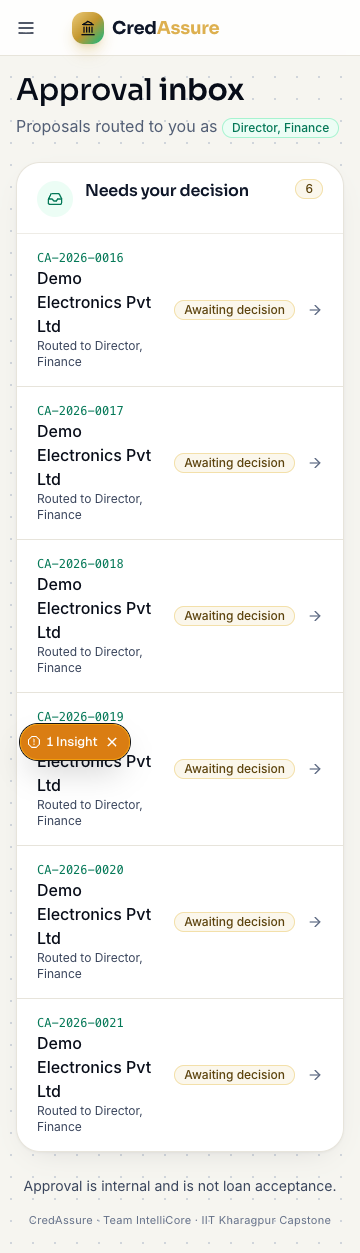 CredAssure
Approval inbox
Proposals routed to you as Director, Finance
Needs your decision
6
CA-2026-0016
Demo
Electronics Pvt
Ltd
Routed to Director,
Finance
Awaiting decision
CA-2026-0017
Demo
Electronics Pvt
Ltd
Routed to Director,
Finance
Awaiting decision
CA-2026-0018
Demo
Electronics Pvt
Ltd
Routed to Director,
Finance
Awaiting decision
CA-2026-0019
1 Insight
Electronics Pvt
Ltd
Routed to Director,
Finance
Awaiting decision
CA-2026-0020
Demo
Electronics Pvt
Ltd
Routed to Director,
Finance
Awaiting decision
CA-2026-0021
Demo
Electronics Pvt
Ltd
Routed to Director,
Finance
Awaiting decision
Approval is internal and is not loan acceptance.
CredAssure · Team IntelliCore · IIT Kharagpur Capstone